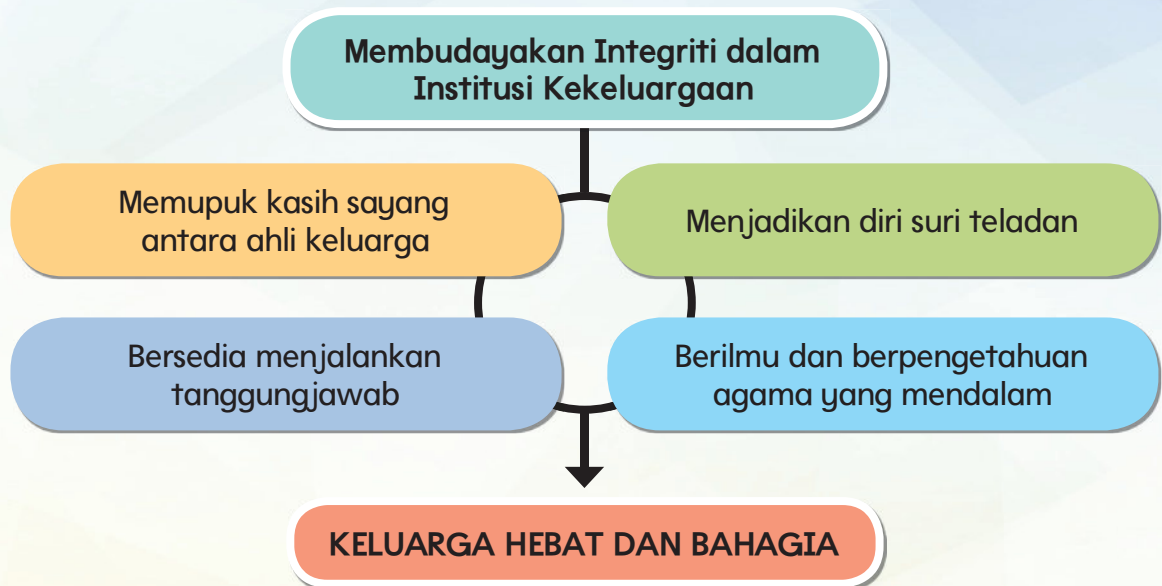 Membudayakan Integriti dalam
Institusi Kekeluargaan
Memupuk kasih sayang
antara ahli keluarga
Menjadikan diri suri teladan
Bersedia menjalankan
tanggungjawab
Berilmu dan berpengetahuan
agama yang mendalam
KELUARGA HEBAT DAN BAHAGIA